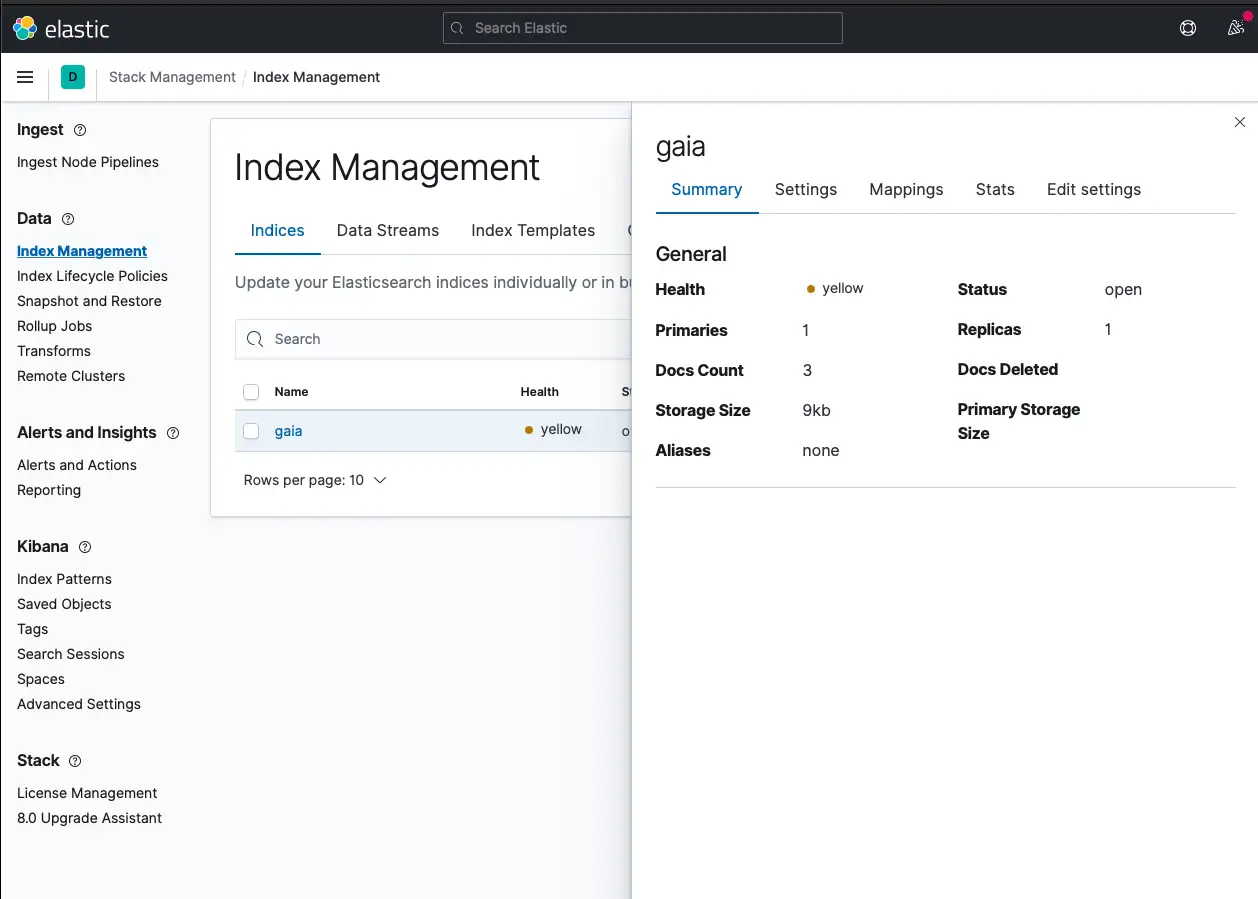 elastic
Search Elastic
D
Stack Management / Index Management
Ingest
Ingest Node Pipelines
Data
Index Management
Index Lifecycle Policies
Snapshot and Restore
Rollup Jobs
Transforms
Remote Clusters
Alerts and Insights
Alerts and Actions
Reporting
Kibana
Index Patterns
Saved Objects
Tags
Search Sessions
Spaces
Advanced Settings
Stack
License Management
8.0 Upgrade Assistant
Index Management
Indices Data Streams Index Templates
Update your Elasticsearch indices individually or in
Search
Name Health
gaia yellow
Rows per page: 10
gaia
Summary Settings Mappings Stats Edit settings
General
Health yellow Status open
Primaries 1 Replicas 1
Docs Count 3 Docs Deleted
Storage Size 9kb Primary Storage
Size
Aliases none